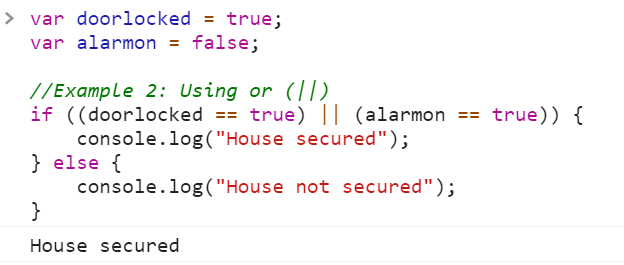 > var doorlocked = true;
var alarmon = false;
//Example 2: Using or (||)
if ((doorlocked == true) || (alarmon == true)) {
    console.log("House secured");
} else {
    console.log("House not secured");
}
House secured